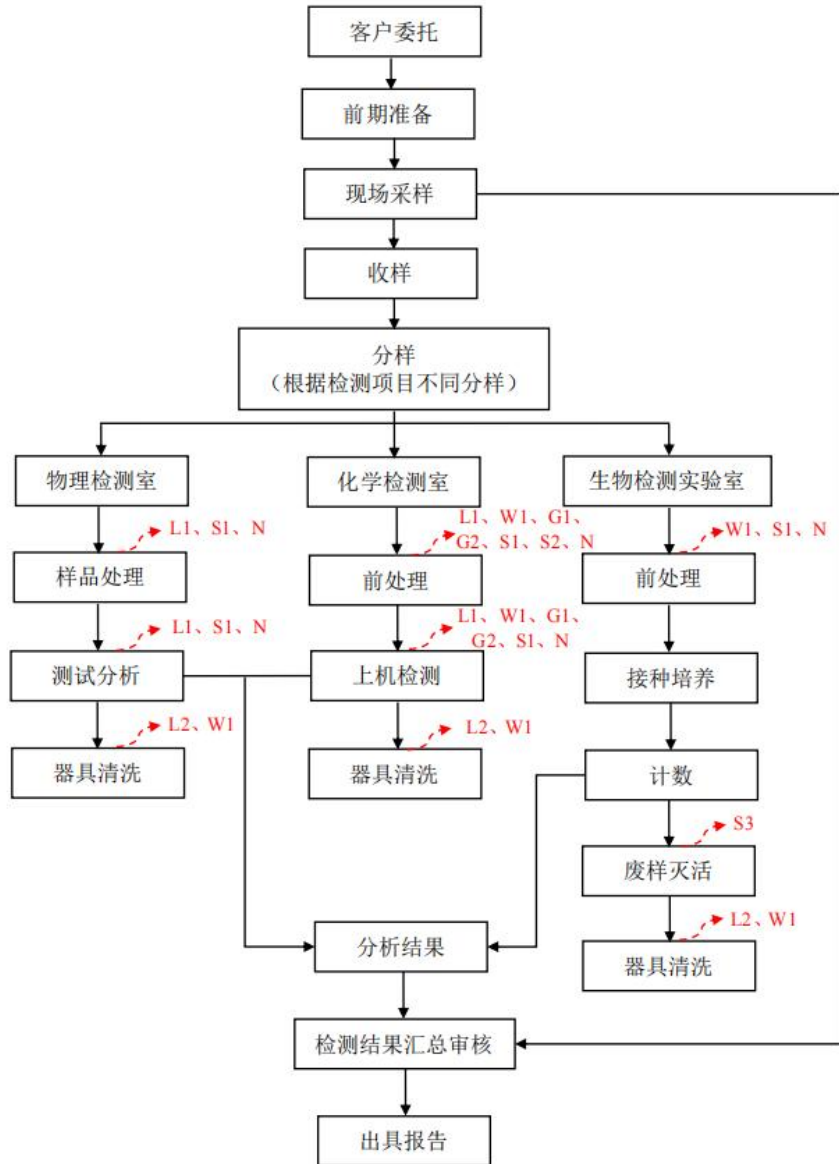 客户委托
前期准备
现场采样
收样
分样
（根据检测项目不同分样）
物理检测室
化学检测室
生物检测实验室
L1、S1、N
L1、W1、G1、
G2、S1、S2、N
W1、S1、N
样品处理
前处理
前处理
L1、S1、N
L1、W1、G1、
G2、S1、N
测试分析
上机检测
接种培养
L2、W1
L2、W1
器具清洗
器具清洗
计数
S3
废样灭活
L2、W1
分析结果
器具清洗
检测结果汇总审核
出具报告